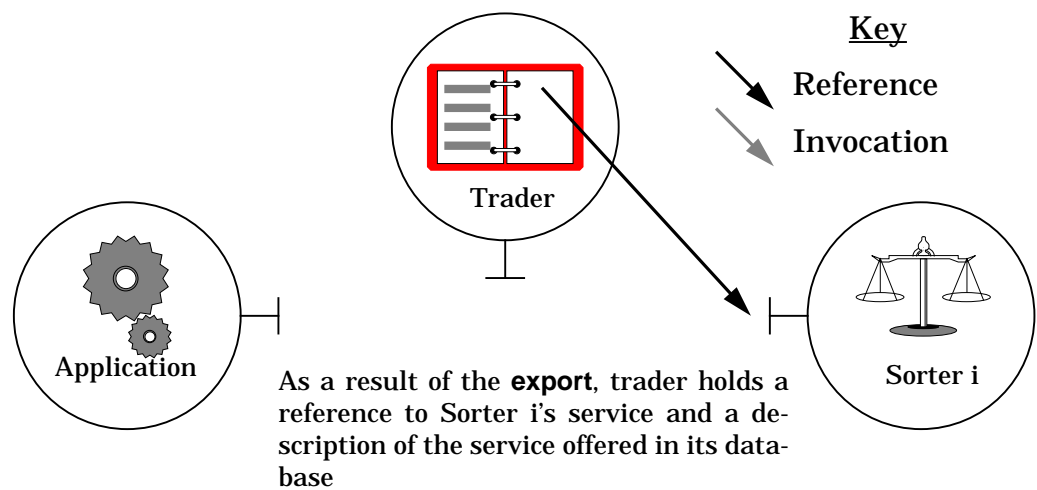 Key
Reference
Invocation
Trader
Application
Sorter i
As a result of the export, trader holds a
reference to Sorter i's service and a de-
scription of the service offered in its data-
base